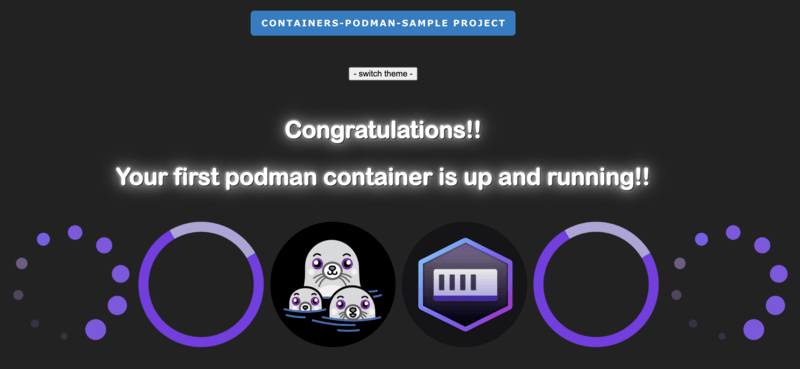 CONTAINERS-PODMAN-SAMPLE PROJECT
- switch theme -
Congratulations!!
Your first podman container is up and running!!